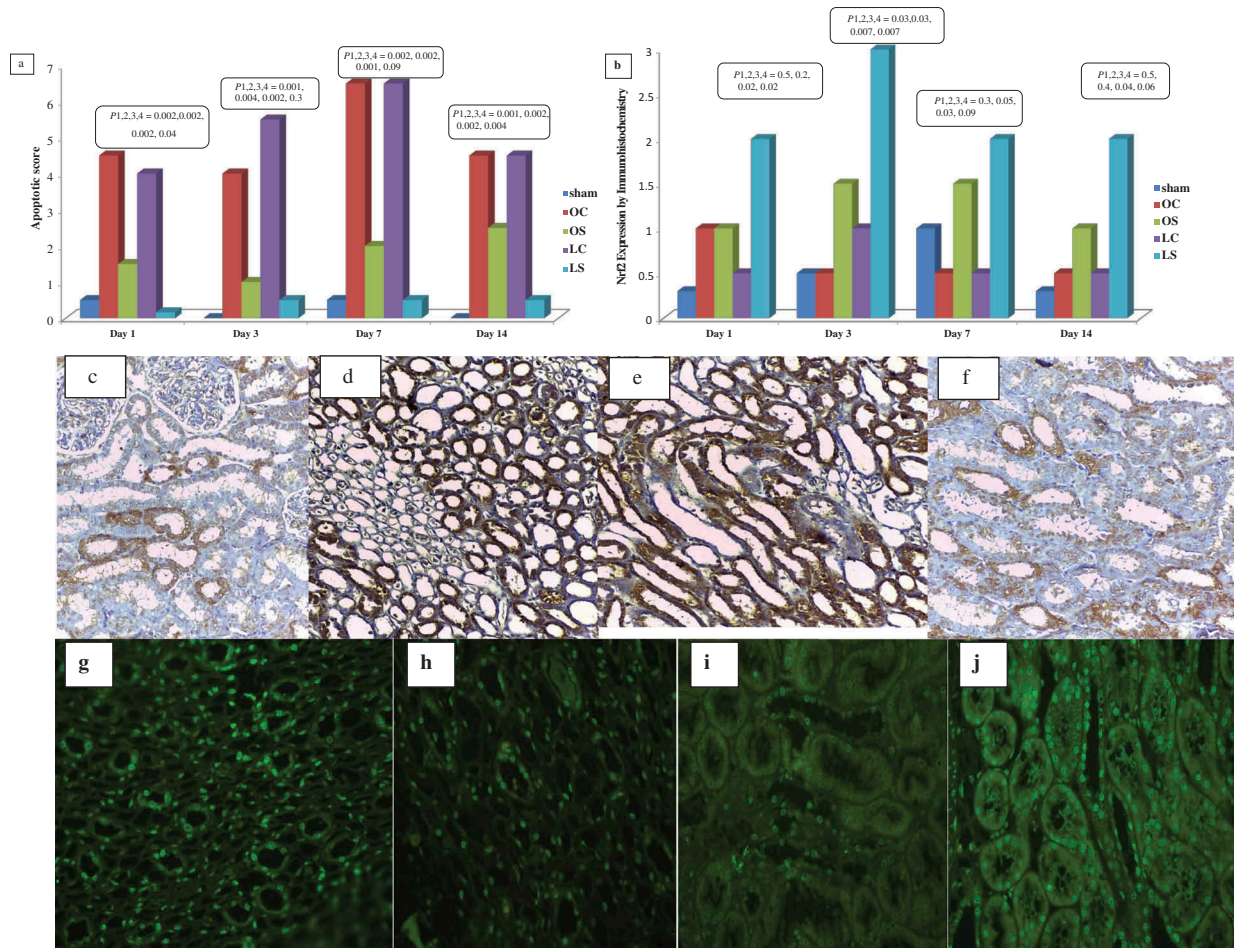 a
Apoptotic score
7
6
5
4
3
2
1
0
P1,2,3,4 = 0.002,0.002,
0.002, 0.04
P1,2,3,4 = 0.001,
0.004, 0.002, 0.3
P1,2,3,4 = 0.002, 0.002,
0.001, 0.09
P1,2,3,4 = 0.001, 0.002,
0.002, 0.004
Day 1
Day 3
Day 7
Day 14
sham
OC
OS
LC
LS
b
Nrf2 Expression by Immunohistochemistry
3
2.5
2
1.5
1
0.5
0
P1,2,3,4 = 0.5, 0.2,
0.02, 0.02
P1,2,3,4 = 0.03,0.03,
0.007, 0.007
P1,2,3,4 = 0.3, 0.05,
0.03, 0.09
P1,2,3,4 = 0.5,
0.4, 0.04, 0.06
Day 1
Day 3
Day 7
Day 14
sham
OC
OS
LC
LS
c
d
e
f
g
h
i
j